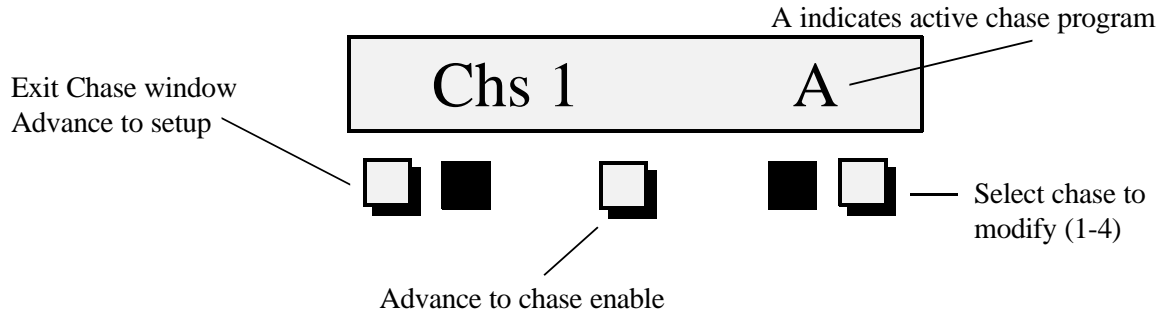 A indicates active chase program
Chs 1 A
Exit Chase window
Advance to setup
Select chase to
modify (1-4)
Advance to chase enable